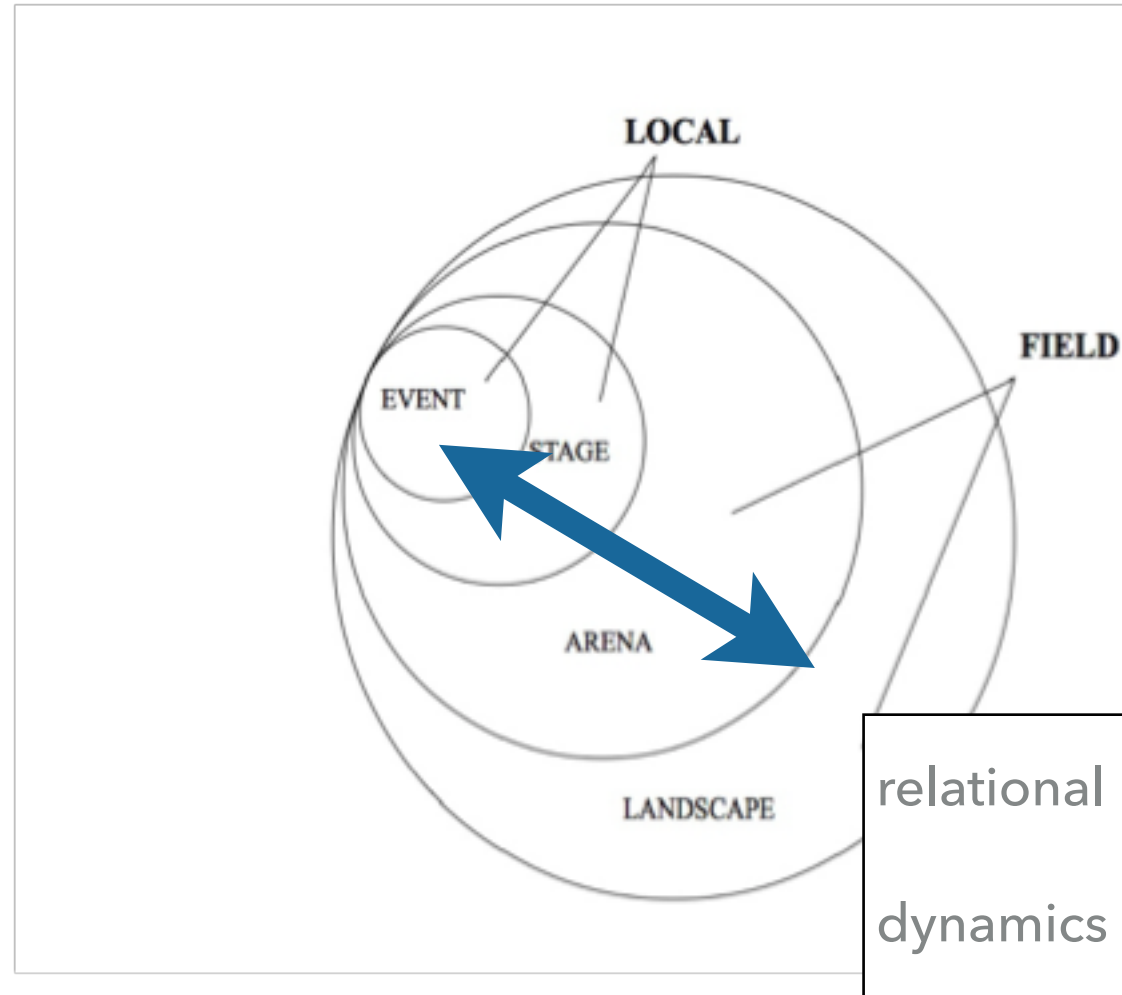 LOCAL
FIELD
EVENT
STAGE
ARENA
LANDSCAPE
relational
dynamics